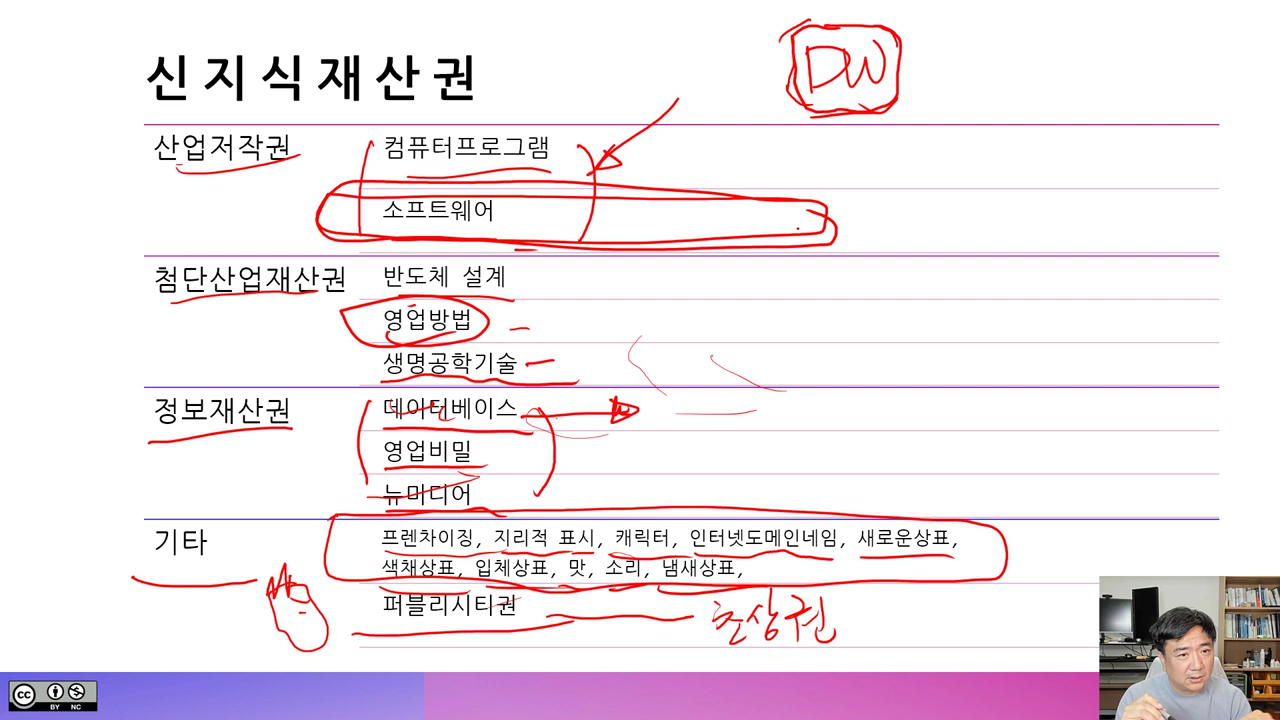 신지식재산권
DW
산업저작권 컴퓨터프로그램
소프트웨어
첨단산업재산권 반도체 설계
영업방법
생명공학기술
정보재산권 데이터베이스
영업비밀
뉴미디어
기타 프렌차이징, 지리적 표시, 캐릭터, 인터넷도메인네임, 새로운상표,
색채상표, 입체상표, 맛, 소리, 냄새상표,
퍼블리시티권 초상권
CC BY NC